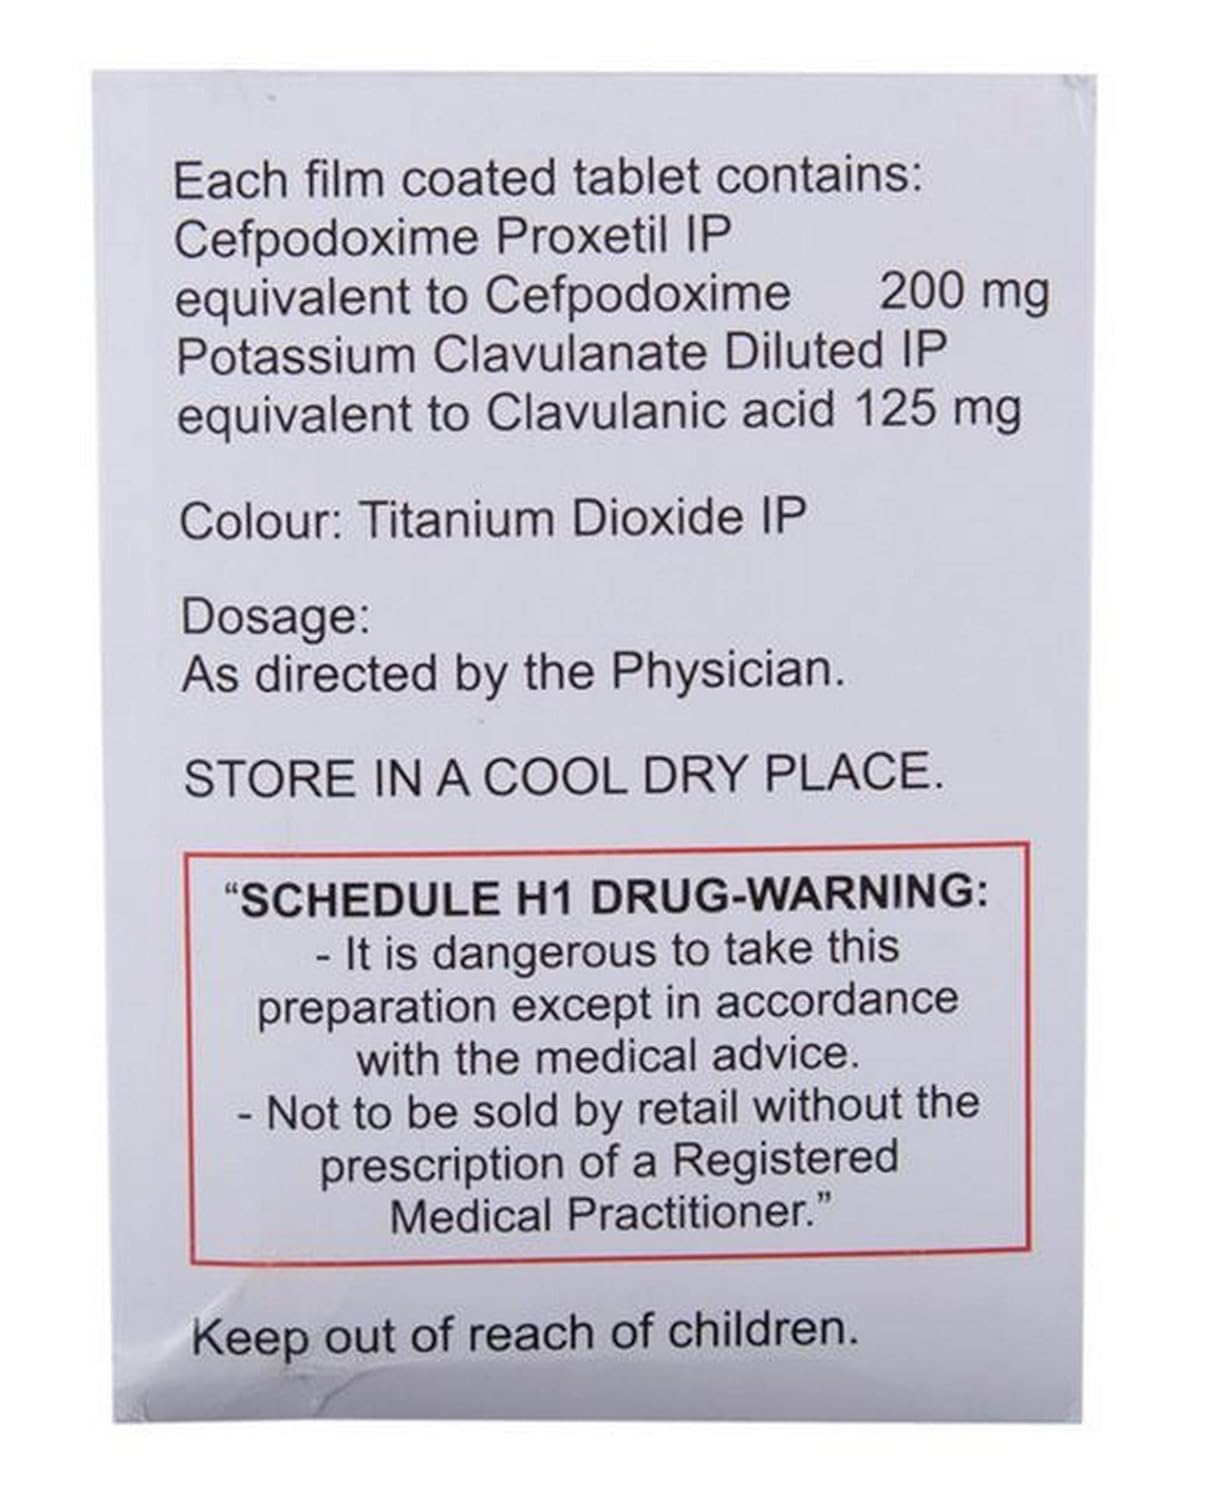 Each film coated tablet contains:
Cefpodoxime Proxetil IP
equivalent to Cefpodoxime 200 mg
Potassium Clavulanate Diluted IP
equivalent to Clavulanic acid 125 mg
Colour: Titanium Dioxide IP
Dosage:
As directed by the Physician.
STORE IN A COOL DRY PLACE.
“SCHEDULE H1 DRUG-WARNING:
- It is dangerous to take this
preparation except in accordance
with the medical advice.
- Not to be sold by retail without the
prescription of a Registered
Medical Practitioner.”
Keep out of reach of children.